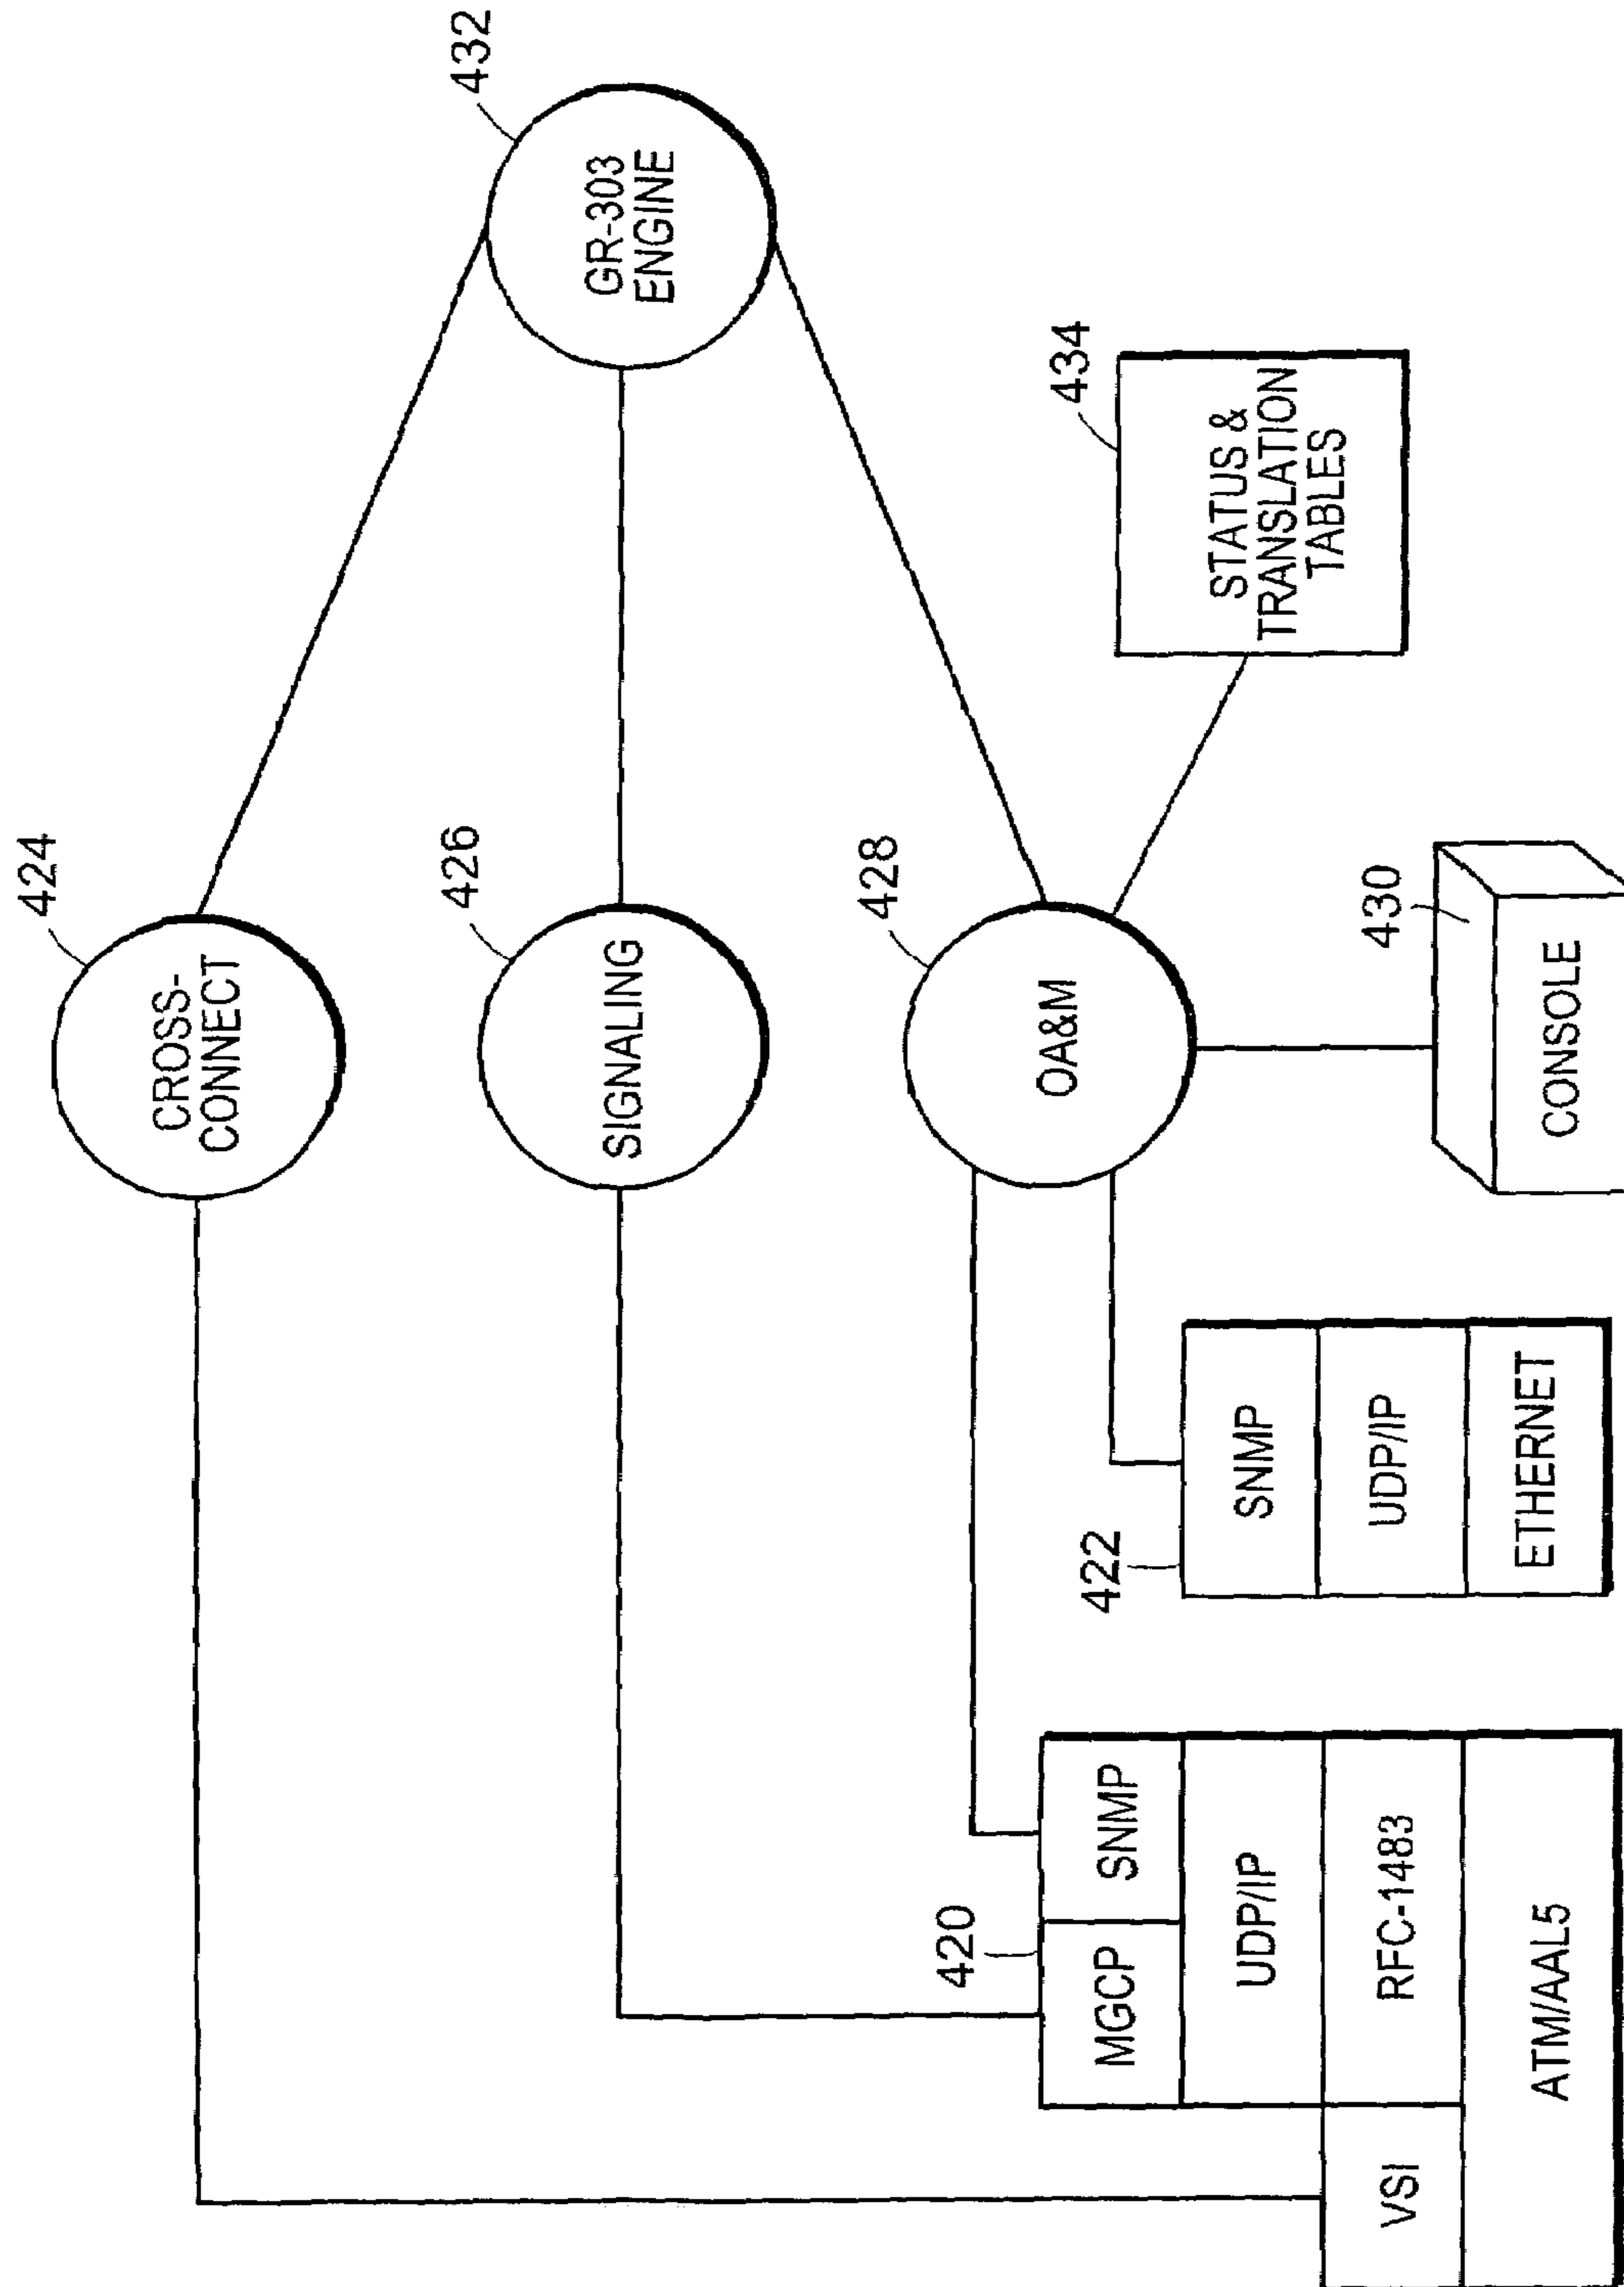 424
CROSS-
CONNECT
432
GR-303
ENGINE
426
SIGNALING
428
OA&M
434
STATUS &
TRANSLATION
TABLES
430
CONSOLE
420
MGCP
SNMP
UDP/IP
VSI
RFC-1483
ATM/AAL5
422
SNMP
UDP/IP
ETHERNET